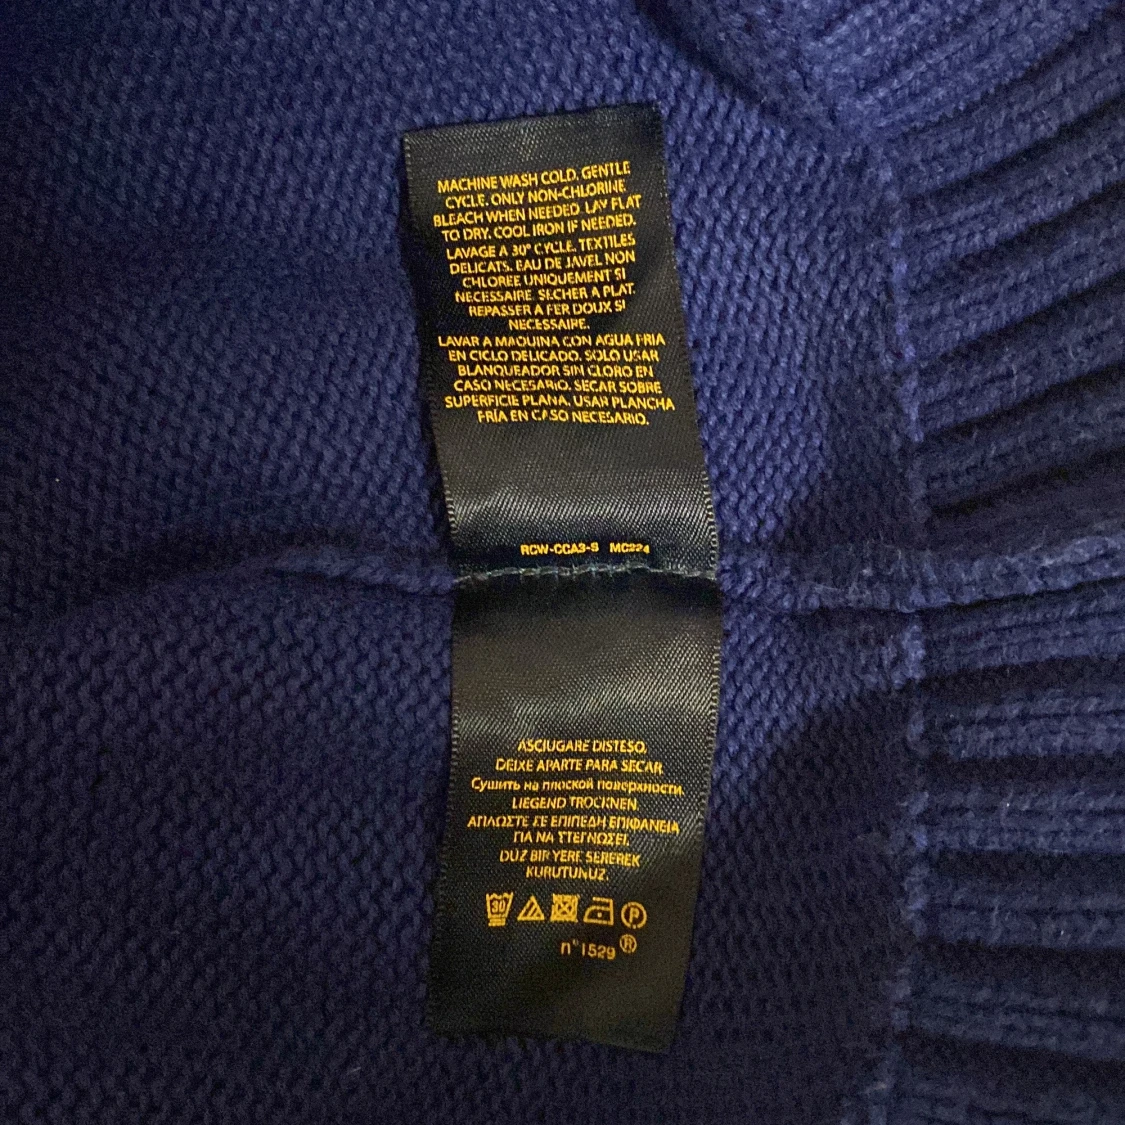 MACHINE WASH COLD. GENTLE
CYCLE. ONLY NON-CHLORINE
BLEACH WHEN NEEDED. LAY FLAT
TO DRY. COOL IRON IF NEEDED.
LAVAGE A 30° CYCLE. TEXTILES
DELICATS. EAU DE JAVEL NON
CHLOREE UNIQUEMENT SI
NECESSAIRE. SECHER A PLAT.
REPASSER A FER DOUX SI
NECESSAIRE.
LAVAR A MAQUINA CON AGUA FRIA
EN CICLO DELICADO. SOLO USAR
BLANQUEADOR SIN CLORO EN
CASO NECESARIO. SECAR SOBRE
SUPERFICIE PLANA. USAR PLANCHA
FRÍA EN CASO NECESARIO.
RCW-CCA3-S MC224
ASCIUGARE DISTESO.
DEIXE APARTE PARA SECAR.
Сушить на плоской поверхности.
LIEGEND TROCKNEN.
ΑΠΛΩΣΤΕ ΣΕ ΕΠΙΠΕΔΗ ΕΠΙΦΑΝΕΙΑ
ΓΙΑ ΝΑ ΣΤΕΓΝΩΣΕΙ.
DÜZ BIR YERE SEREREK
KURUTUNUZ.
30 P
n°1529®